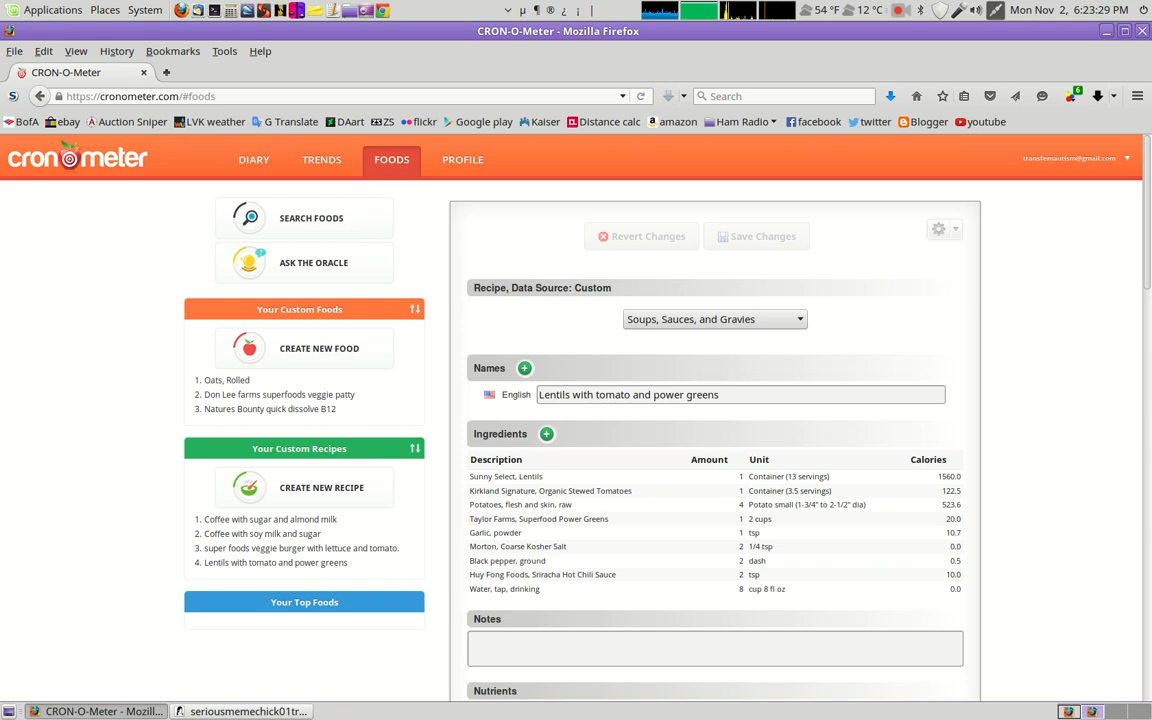 Applications Places System
µ ¶ ® ¿ ¡ | 54 °F 12 °C Mon Nov 2, 6:23:29 PM
CRON-O-Meter - Mozilla Firefox
File Edit View History Bookmarks Tools Help
CRON-O-Meter
https://cronometer.com/#foods
Search
6
BofA ebay Auction Sniper LVK weather G Translate DAart ZS flickr Google play Kaiser Distance calc amazon Ham Radio facebook twitter Blogger youtube
cronometer
DIARY TRENDS FOODS PROFILE
transfemautism@gmail.com
SEARCH FOODS
ASK THE ORACLE
Your Custom Foods
CREATE NEW FOOD
1. Oats, Rolled
2. Don Lee farms superfoods veggie patty
3. Natures Bounty quick dissolve B12
Your Custom Recipes
CREATE NEW RECIPE
1. Coffee with sugar and almond milk
2. Coffee with soy milk and sugar
3. super foods veggie burger with lettuce and tomato.
4. Lentils with tomato and power greens
Your Top Foods
Revert Changes Save Changes
Recipe, Data Source: Custom
Soups, Sauces, and Gravies
Names
English Lentils with tomato and power greens
Ingredients
Description Amount Unit Calories
Sunny Select, Lentils 1 Container (13 servings) 1560.0
Kirkland Signature, Organic Stewed Tomatoes 1 Container (3.5 servings) 122.5
Potatoes, flesh and skin, raw 4 Potato small (1-3/4" to 2-1/2" dia) 523.6
Taylor Farms, Superfood Power Greens 1 2 cups 20.0
Garlic, powder 1 tsp 10.7
Morton, Coarse Kosher Salt 2 1/4 tsp 0.0
Black pepper, ground 2 dash 0.5
Huy Fong Foods, Sriracha Hot Chili Sauce 2 tsp 10.0
Water, tap, drinking 8 cup 8 fl oz 0.0
Notes
Nutrients
CRON-O-Meter - Mozill...
seriousmemechick01tr...